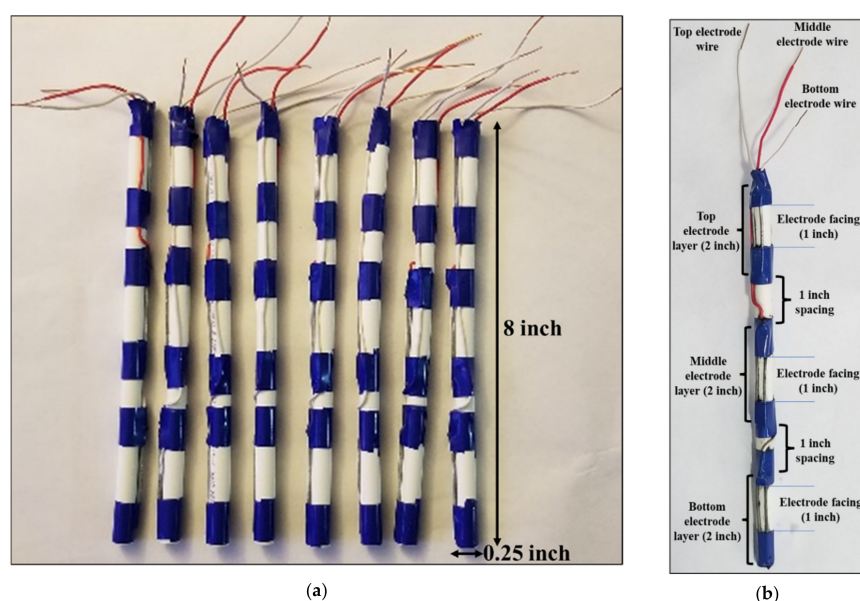 8 inch
0.25 inch
(a)
Top electrode
wire
Middle
electrode wire
Bottom
electrode wire
Top
electrode
layer (2 inch)
Electrode facing
(1 inch)
1 inch
spacing
Middle
electrode
layer (2 inch)
Electrode facing
(1 inch)
1 inch
spacing
Bottom
electrode
layer (2 inch)
Electrode facing
(1 inch)
(b)